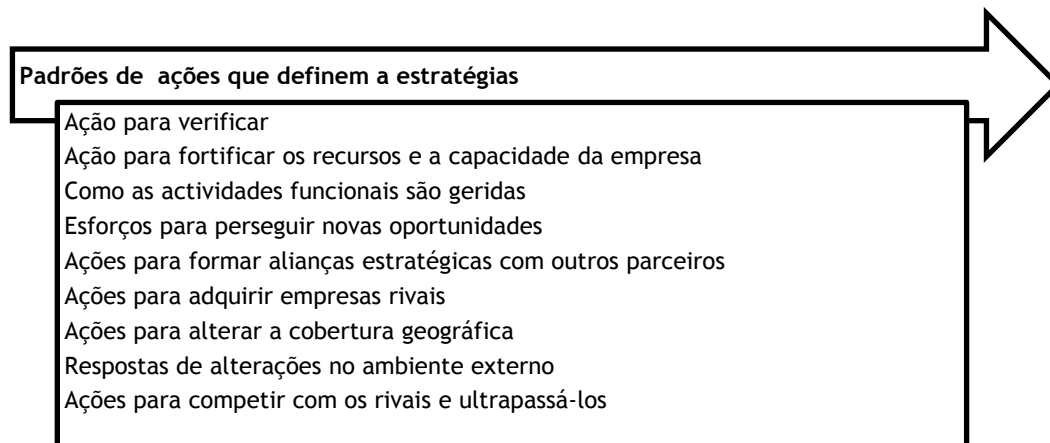 Padrões de ações que definem a estratégias
Ação para verificar
Ação para fortificar os recursos e a capacidade da empresa
Como as actividades funcionais são geridas
Esforços para perseguir novas oportunidades
Ações para formar alianças estratégicas com outros parceiros
Ações para adquirir empresas rivais
Ações para alterar a cobertura geográfica
Respostas de alterações no ambiente externo
Ações para competir com os rivais e ultrapassá-los